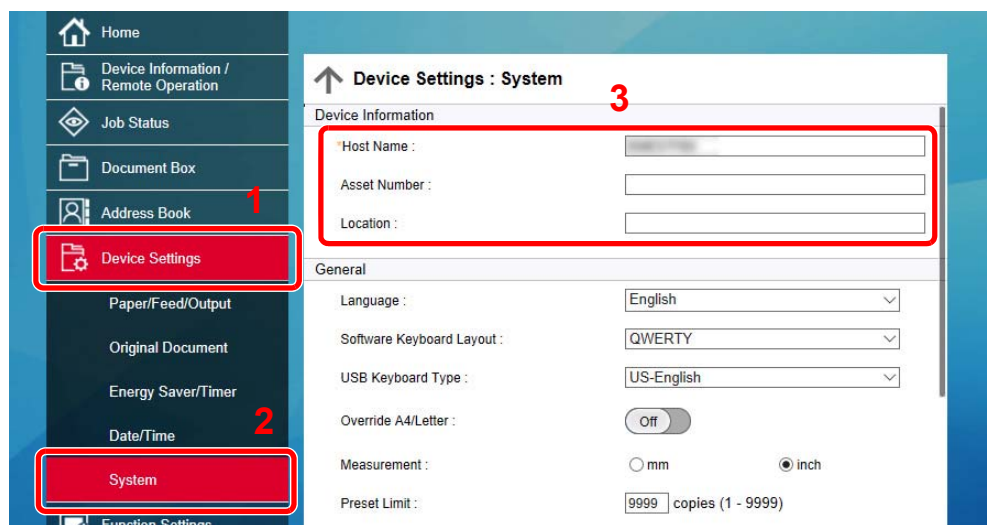 Home
Device Information /
Remote Operation
Job Status
Document Box
1
Address Book
Device Settings
Paper/Feed/Output
Original Document
Energy Saver/Timer
2
Date/Time
System
Function Settings
Device Settings : System
3
Device Information
*Host Name :
Asset Number :
Location :
General
Language : English
Software Keyboard Layout : QWERTY
USB Keyboard Type : US-English
Override A4/Letter : Off
Measurement : mm inch
Preset Limit : 9999 copies (1 - 9999)